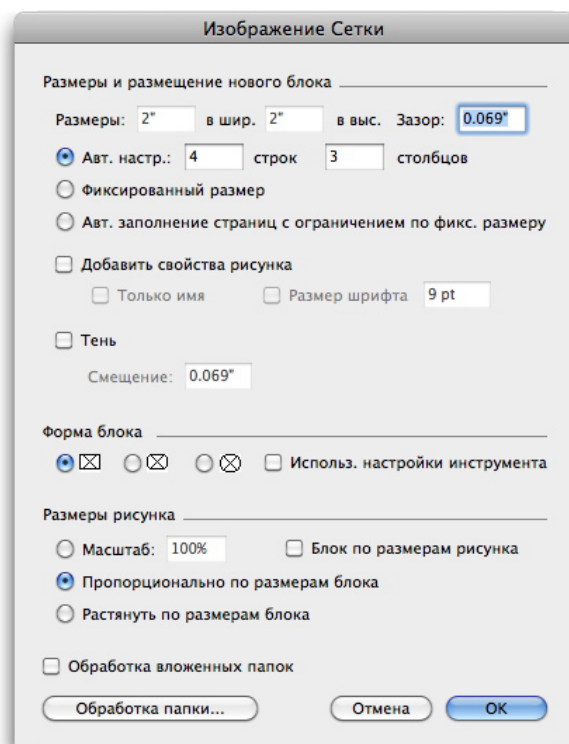 Изображение Сетки
Размеры и размещение нового блока
Размеры: 2" в шир. 2" в выс. Зазор: 0.069"
Авт. настр.: 4 строк 3 столбцов
Фиксированный размер
Авт. заполнение страниц с ограничением по фикс. размеру
Добавить свойства рисунка
Только имя Размер шрифта 9 pt
Тень
Смещение: 0.069"
Форма блока
Использ. настройки инструмента
Размеры рисунка
Масштаб: 100% Блок по размерам рисунка
Пропорционально по размерам блока
Растянуть по размерам блока
Обработка вложенных папок
Обработка папки... Отмена OK